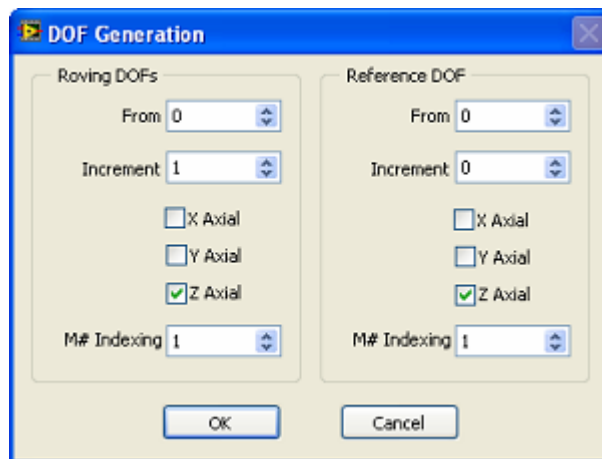 DOF Generation
Roving DOFs
From 0
Increment 1
X Axial
Y Axial
Z Axial
M# Indexing 1
Reference DOF
From 0
Increment 0
X Axial
Y Axial
Z Axial
M# Indexing 1
OK
Cancel